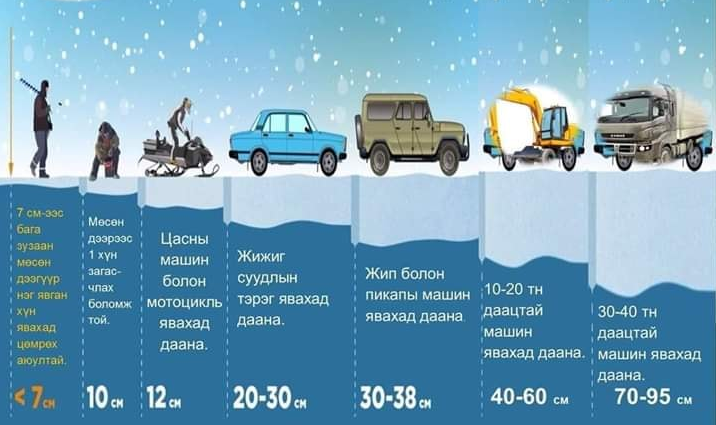 7 см-ээс
бага
зузаан
мөсөн
дээгүүр
нэг явган
хүн
явахад
цөмрөх
аюултай.
< 7 см
Мөсөн
дээрээс
1 хүн
загас-
члах
боломж
той.
10 см
Цасны
машин
болон
мотоцикль
явахад
даана.
12 см
Жижиг
суудлын
тэрэг явахад
даана.
20-30 см
Жип болон
пикапы машин
явахад даана
30-38 см
10-20 тн
даацтай
машин
явахад даана.
40-60 см
30-40 тн
даацтай
машин явахад
даана.
70-95 см